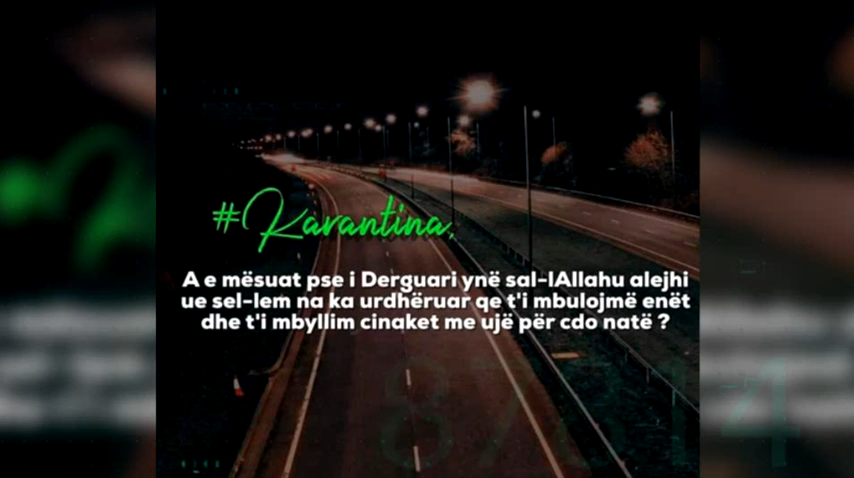 #Karantina,
A e mësuat pse i Derguari ynë sal-lAllahu alejhi
ue sel-lem na ka urdhëruar qe t'i mbulojmë enët
dhe t'i mbyllim cinaket me ujë për cdo natë ?